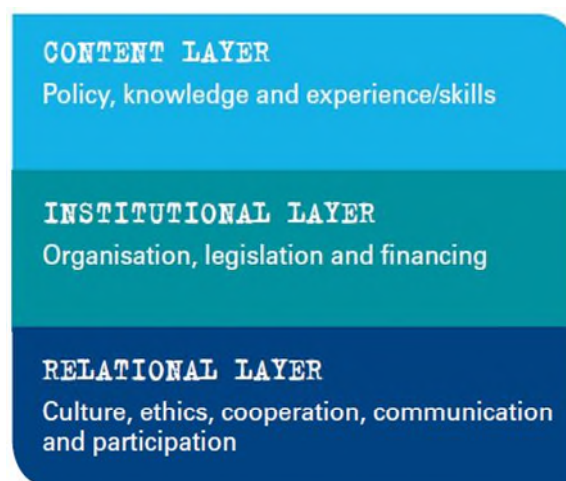 CONTENT LAYER
Policy, knowledge and experience/skills
INSTITUTIONAL LAYER
Organisation, legislation and financing
RELATIONAL LAYER
Culture, ethics, cooperation, communication
and participation